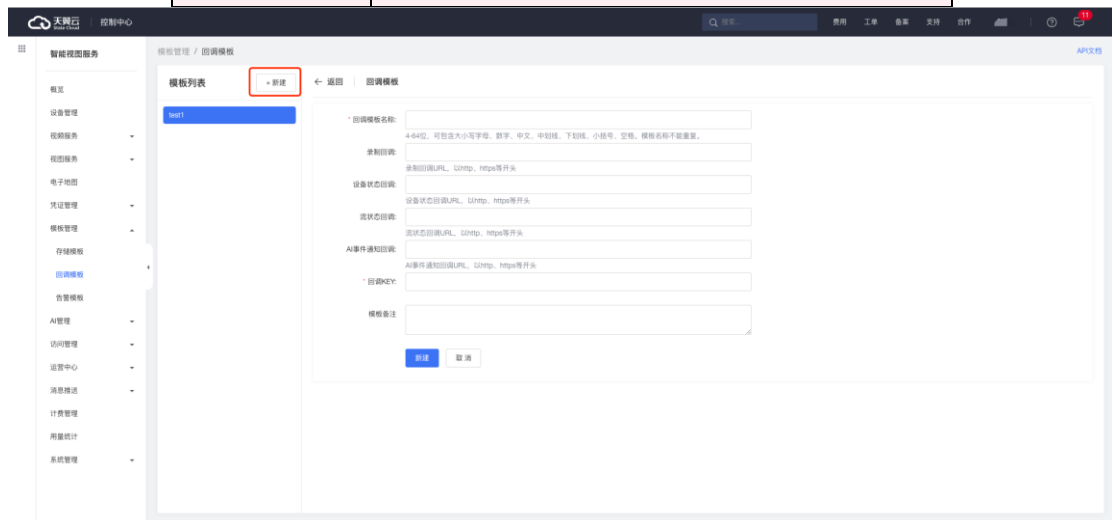 天翼云
State Cloud
控制中心
搜索...
费用
工单
备案
支持
合作
11
智能视图服务
模板管理 / 回调模板
API文档
概览
设备管理
视频服务
视图服务
电子地图
凭证管理
模板管理
存储模板
回调模板
告警模板
AI管理
访问管理
运营中心
消息推送
计费管理
用量统计
系统管理
模板列表
+ 新建
test1
← 返回
回调模板
* 回调模板名称:
4-64位，可包含大小写字母、数字、中文、中划线、下划线、小括号、空格。模板名称不能重复。
录制回调:
录制回调URL，以http、https等开头
设备状态回调:
设备状态回调URL，以http、https等开头
流状态回调:
流状态回调URL，以http、https等开头
AI事件通知回调:
AI事件通知回调URL，以http、https等开头
* 回调KEY:
模板备注
新建
取消